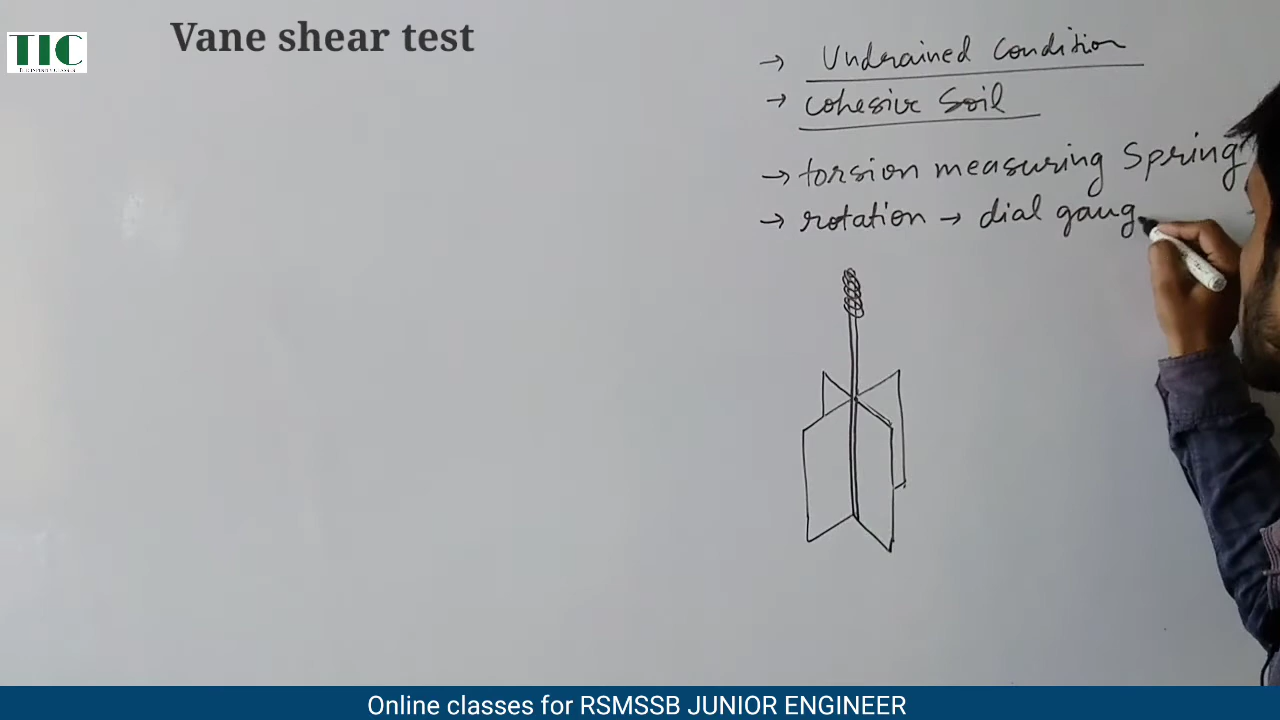 TIC
Vane shear test
→ Undrained Condition
→ Cohesive Soil
→ torsion measuring Spring
→ rotation → dial gaug
Online classes for RSMSSB JUNIOR ENGINEER